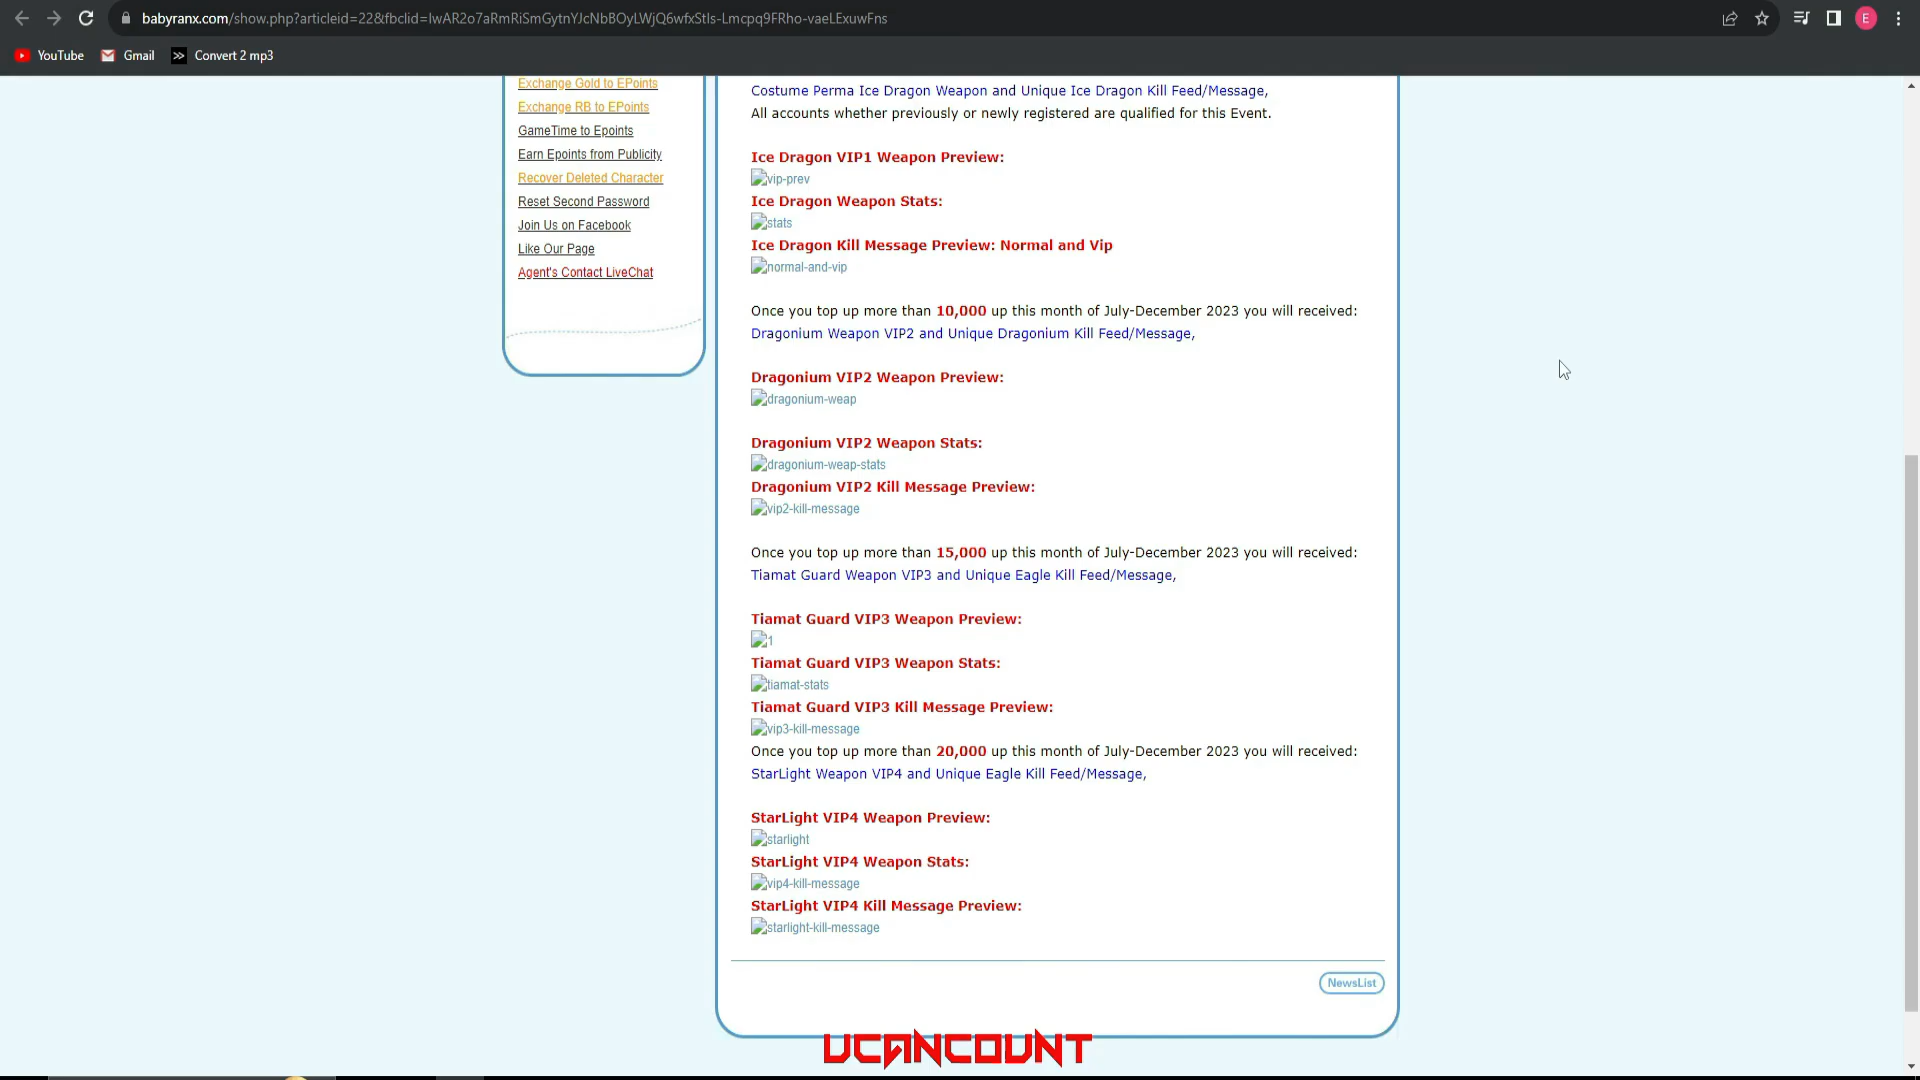 babyranx.com/show.php?articleid=22&fbclid=IwAR2o7aRmRiSmGytnYJcNbBOyLWjQ6wfxStIs-Lmcpq9FRho-vaeLExuwFns
E
YouTube
Gmail
Convert 2 mp3
Exchange Gold to EPoints
Exchange RB to EPoints
GameTime to Epoints
Earn Epoints from Publicity
Recover Deleted Character
Reset Second Password
Join Us on Facebook
Like Our Page
Agent's Contact LiveChat
Costume Perma Ice Dragon Weapon and Unique Ice Dragon Kill Feed/Message,
All accounts whether previously or newly registered are qualified for this Event.
Ice Dragon VIP1 Weapon Preview:
vip-prev
Ice Dragon Weapon Stats:
stats
Ice Dragon Kill Message Preview: Normal and Vip
normal-and-vip
Once you top up more than 10,000 up this month of July-December 2023 you will received:
Dragonium Weapon VIP2 and Unique Dragonium Kill Feed/Message,
Dragonium VIP2 Weapon Preview:
dragonium-weap
Dragonium VIP2 Weapon Stats:
dragonium-weap-stats
Dragonium VIP2 Kill Message Preview:
vip2-kill-message
Once you top up more than 15,000 up this month of July-December 2023 you will received:
Tiamat Guard Weapon VIP3 and Unique Eagle Kill Feed/Message,
Tiamat Guard VIP3 Weapon Preview:
1
Tiamat Guard VIP3 Weapon Stats:
tiamat-stats
Tiamat Guard VIP3 Kill Message Preview:
vip3-kill-message
Once you top up more than 20,000 up this month of July-December 2023 you will received:
StarLight Weapon VIP4 and Unique Eagle Kill Feed/Message,
StarLight VIP4 Weapon Preview:
starlight
StarLight VIP4 Weapon Stats:
vip4-kill-message
StarLight VIP4 Kill Message Preview:
starlight-kill-message
NewsList
UCANCOUNT